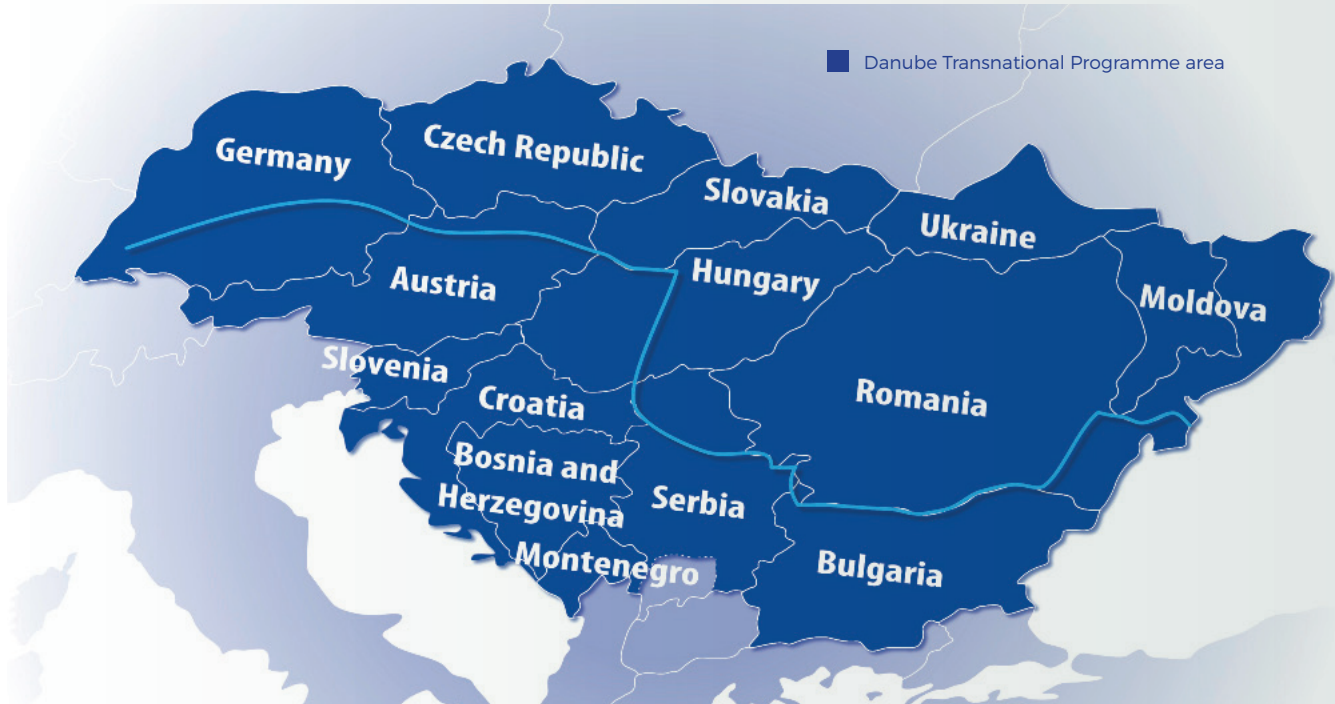 Danube Transnational Programme area
Germany
Czech Republic
Slovakia
Ukraine
Austria
Hungary
Moldova
Slovenia
Croatia
Romania
Bosnia and
Herzegovina
Serbia
Montenegro
Bulgaria